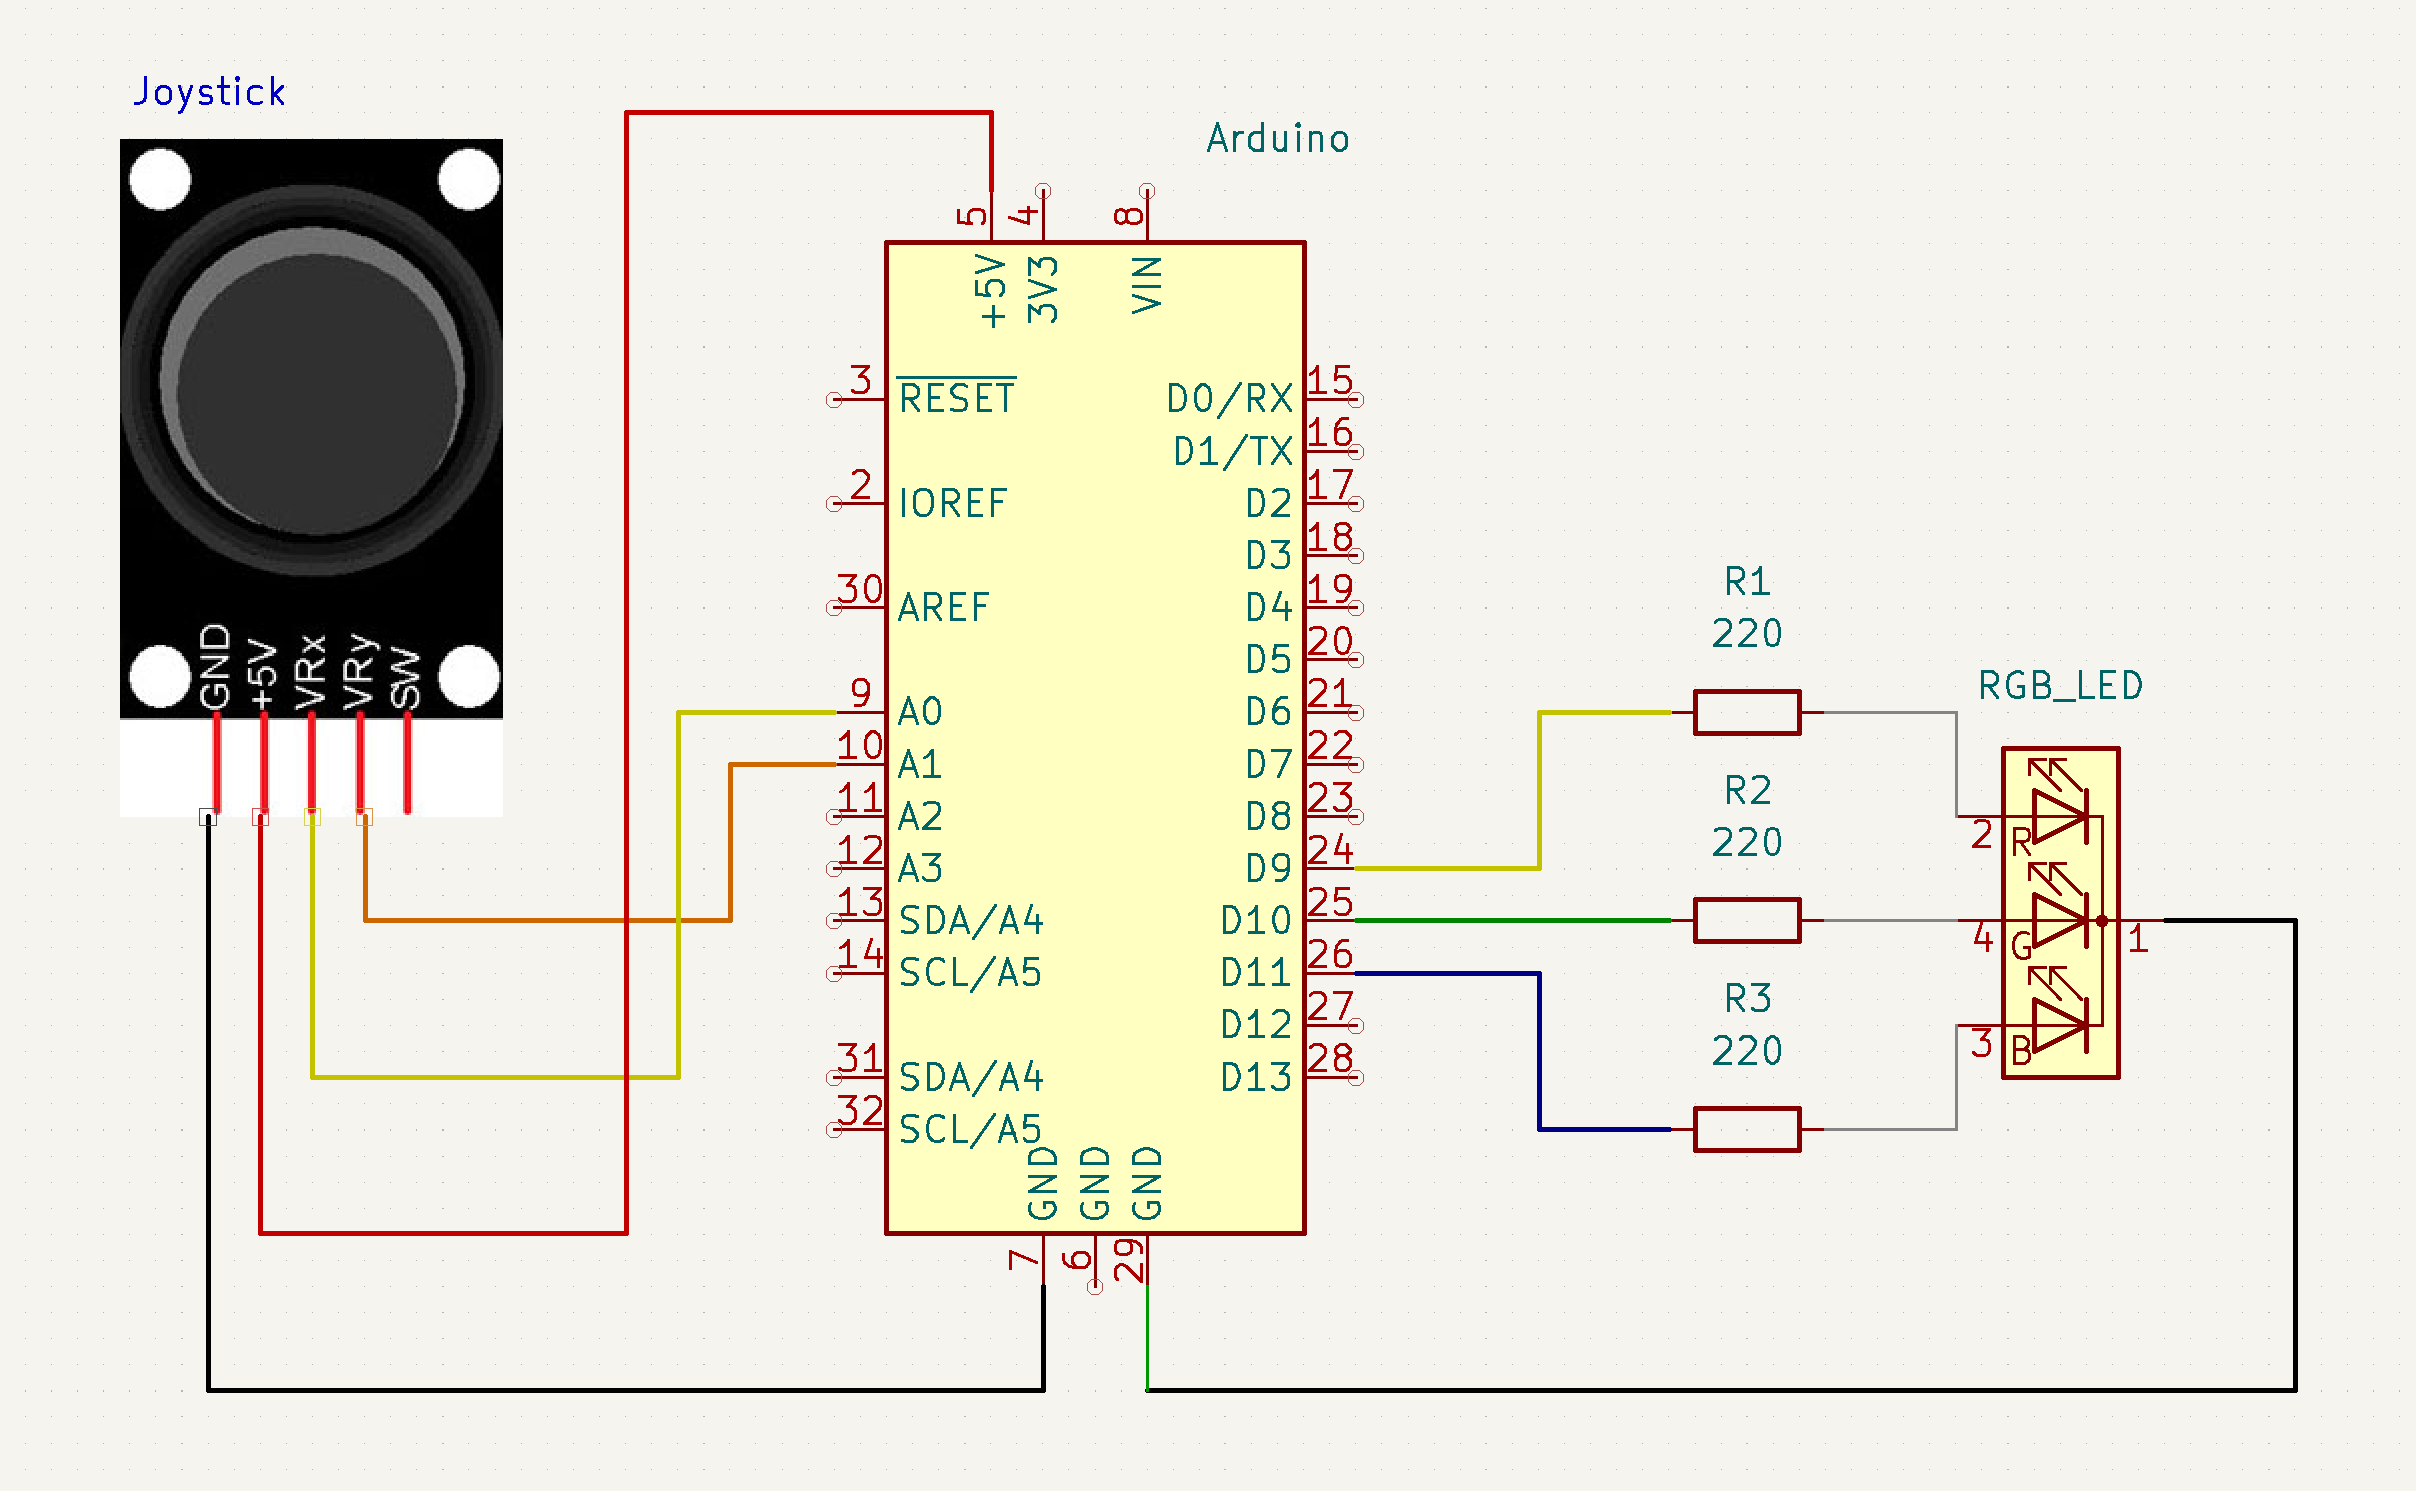 Joystick
GND
+5V
VRx
VRy
SW
Arduino
5
4
8
+5V
3V3
VIN
3
RESET
2
IOREF
30
AREF
9
A0
10
A1
11
A2
12
A3
13
SDA/A4
14
SCL/A5
31
SDA/A4
32
SCL/A5
D0/RX
15
D1/TX
16
D2
17
D3
18
D4
19
D5
20
D6
21
D7
22
D8
23
D9
24
D10
25
D11
26
D12
27
D13
28
GND
GND
GND
7
6
29
R1
220
R2
220
R3
220
RGB_LED
2
R
4
G
1
3
B